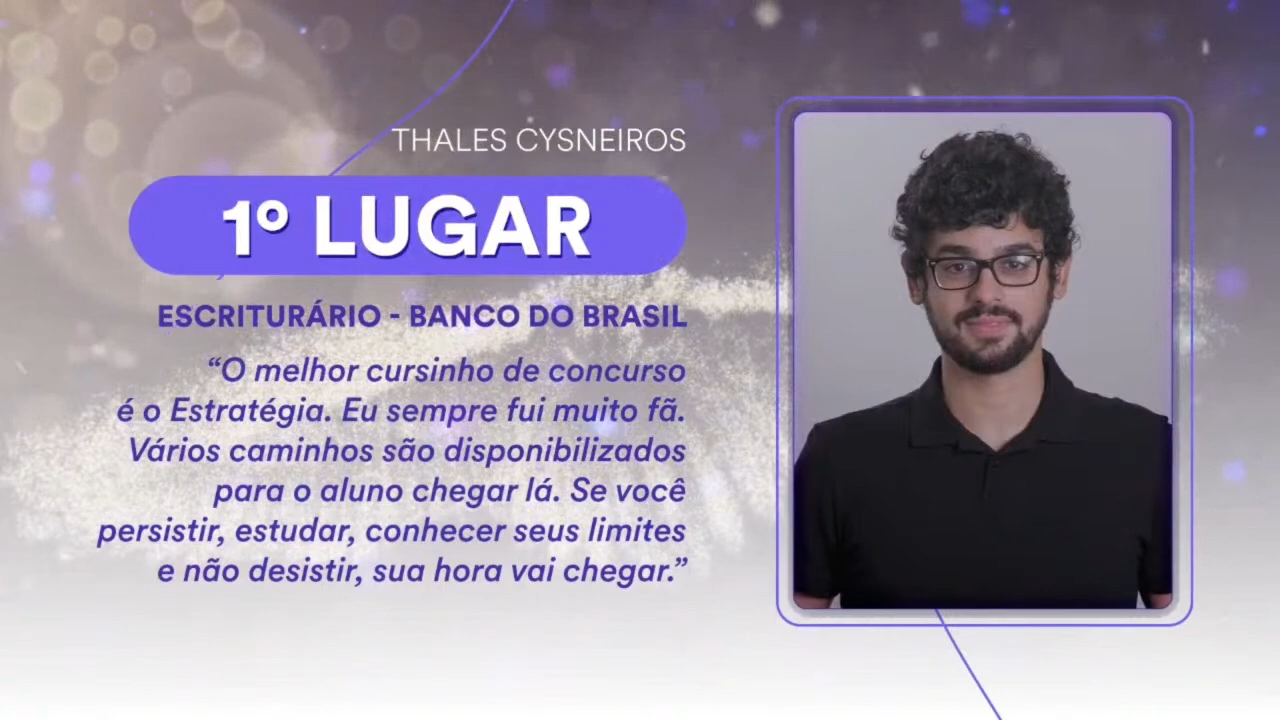 THALES CYSNEIROS
1º LUGAR
ESCRITURÁRIO - BANCO DO BRASIL
“O melhor cursinho de concurso
é o Estratégia. Eu sempre fui muito fã.
Vários caminhos são disponibilizados
para o aluno chegar lá. Se você
persistir, estudar, conhecer seus limites
e não desistir, sua hora vai chegar.”